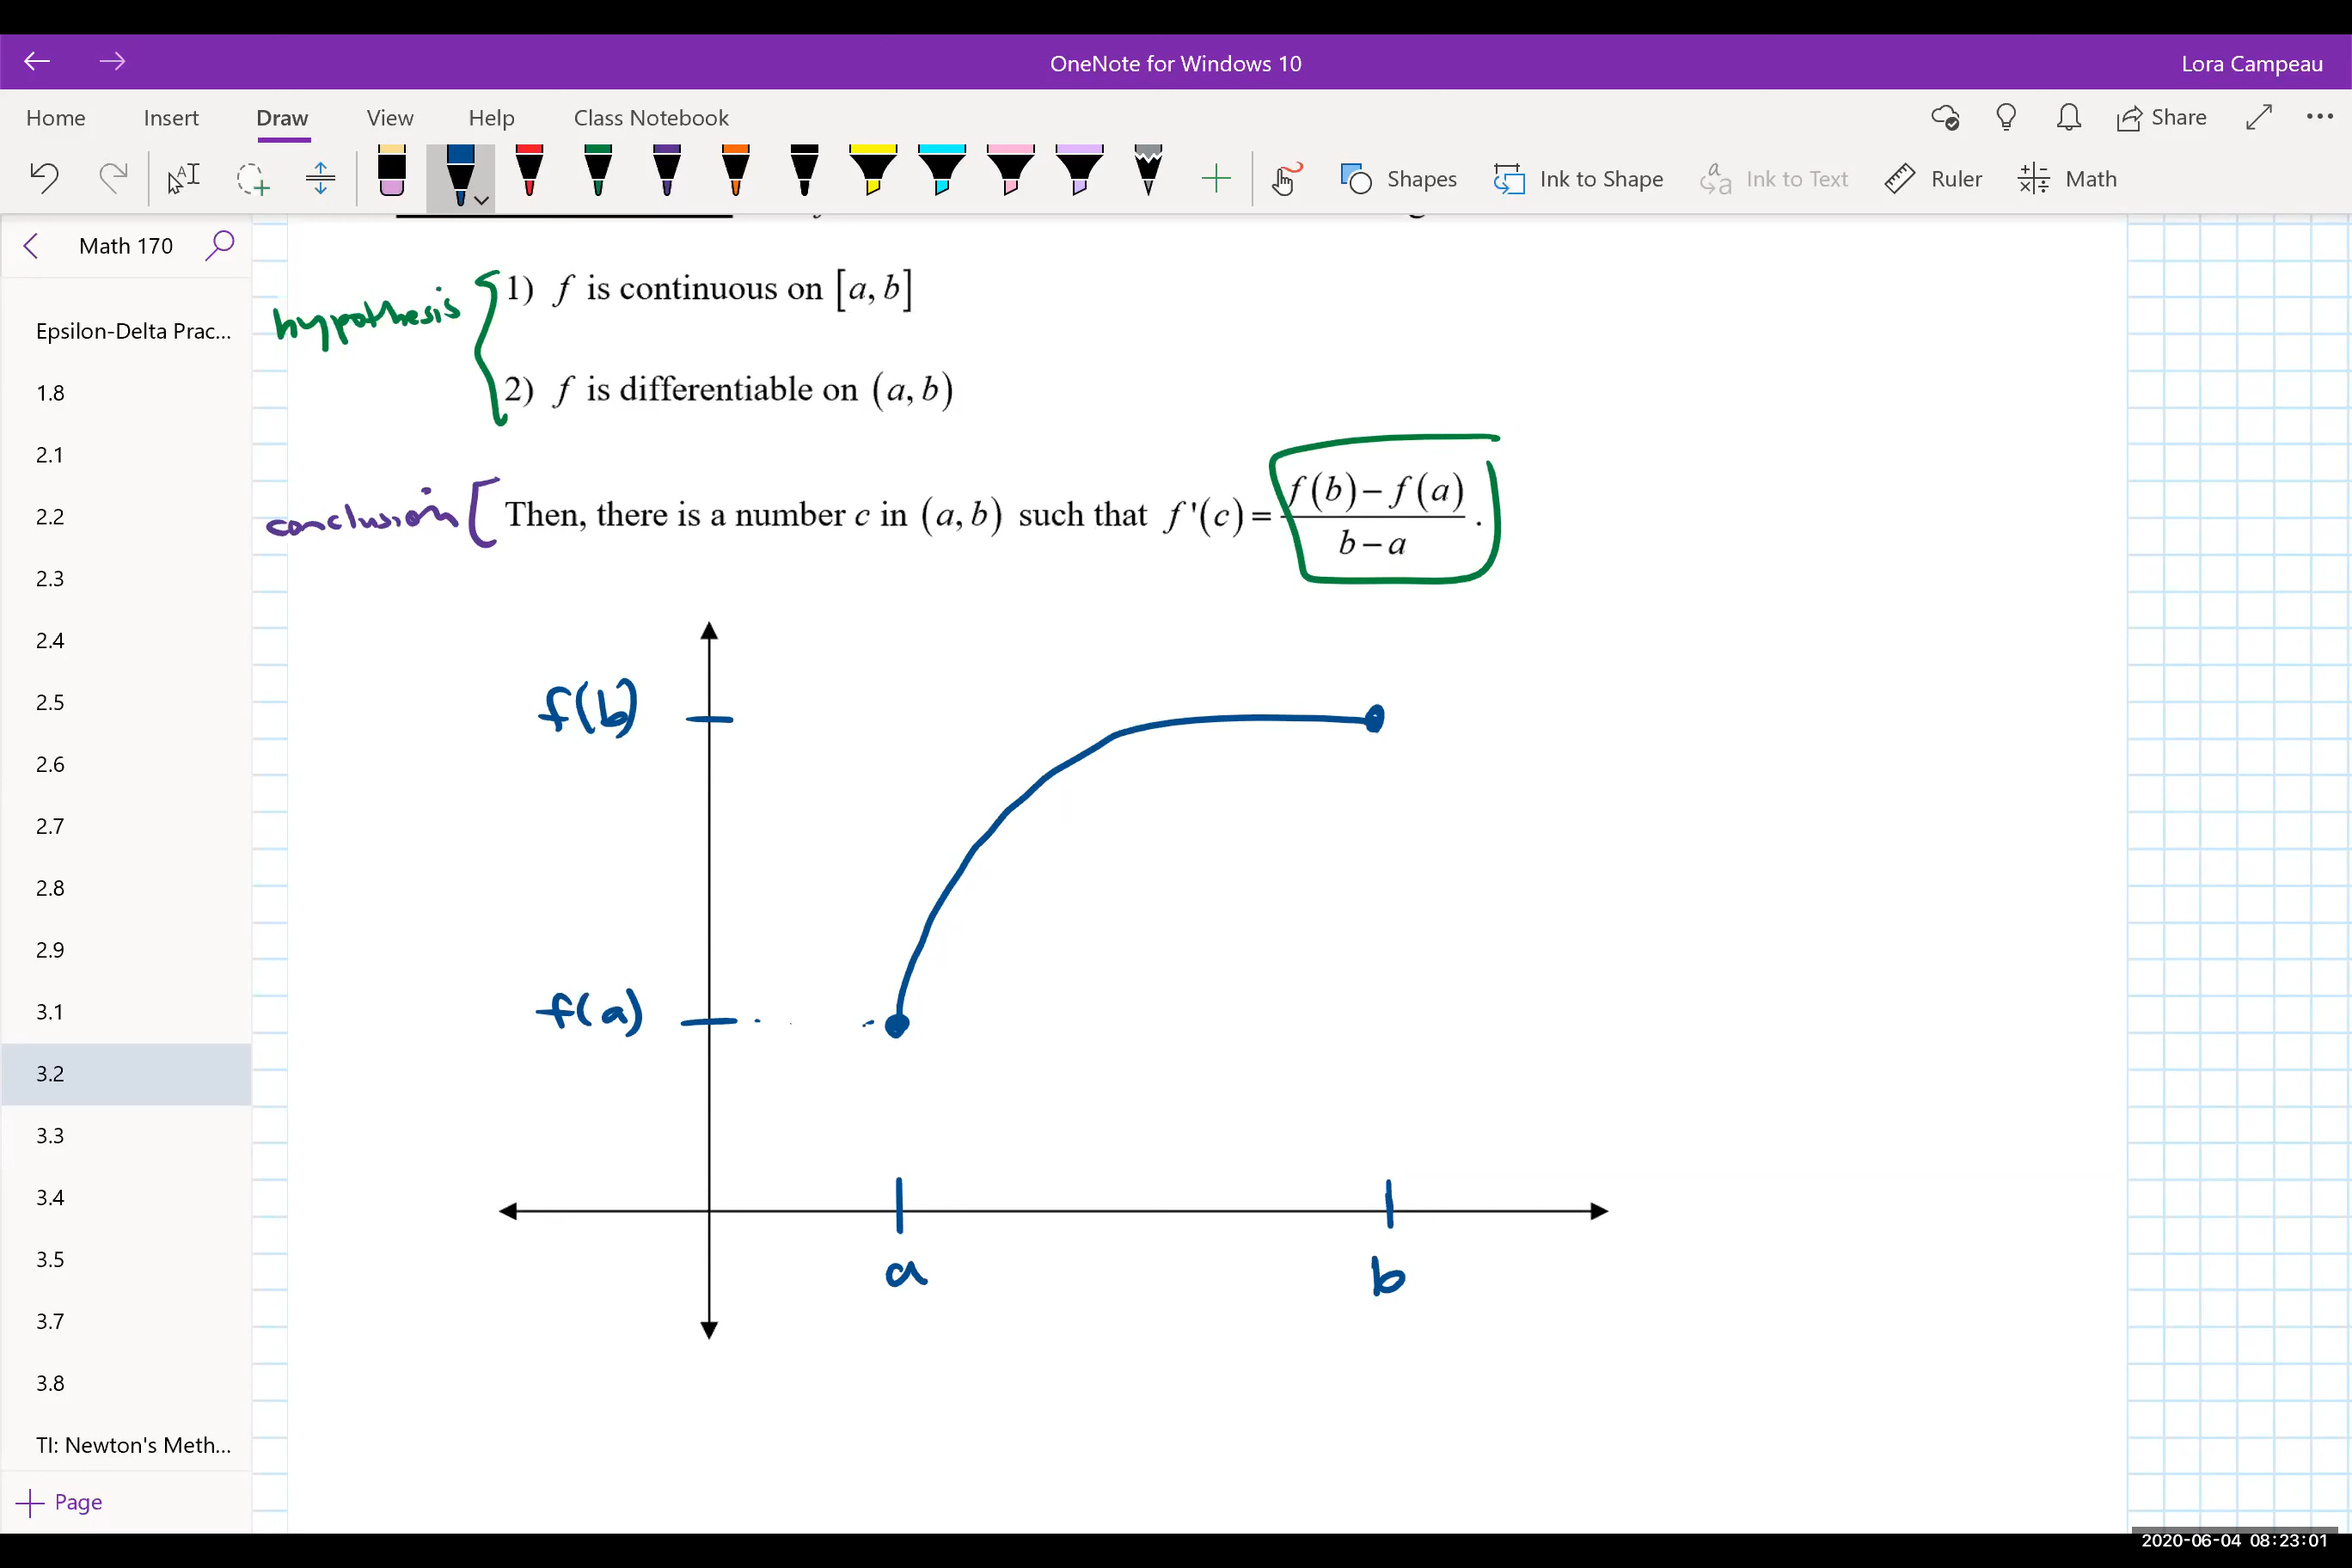 OneNote for Windows 10
Lora Campeau
Home Insert Draw View Help Class Notebook
Share
Shapes Ink to Shape Ink to Text Ruler Math
Math 170
Epsilon-Delta Prac...
1.8
2.1
2.2
2.3
2.4
2.5
2.6
2.7
2.8
2.9
3.1
3.2
3.3
3.4
3.5
3.7
3.8
TI: Newton's Meth...
Page
hypothesis
1) f is continuous on [a, b]
2) f is differentiable on (a, b)
conclusion
Then, there is a number c in (a, b) such that f'(c) = f(b) − f(a) / b − a .
f(b)
f(a)
a
b
2020-06-04 08:23:01